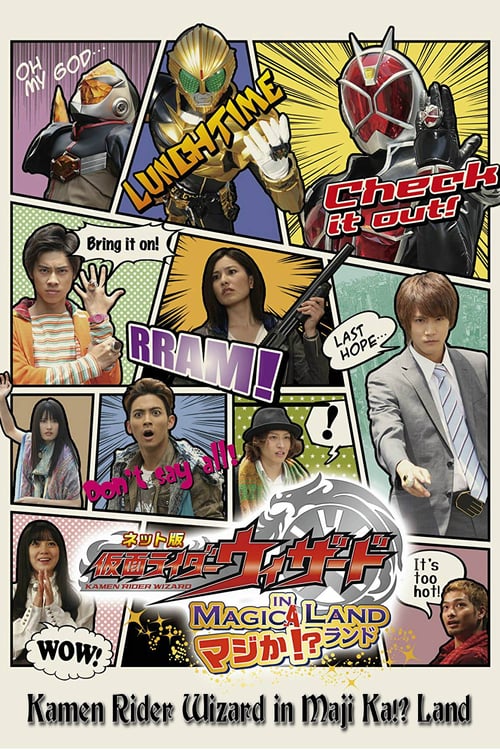 OH
MY GOD...
LUNCHTIME
Check
it out!
Bring it on!
RRAM!
LAST
HOPE...
!
Don't say all!
ネット版
仮面ライダーウィザード
KAMEN RIDER WIZARD
IN
MAGICA LAND
マジか!?ランド
It's
too
hot!
WOW!
Kamen Rider Wizard in Maji Ka!? Land